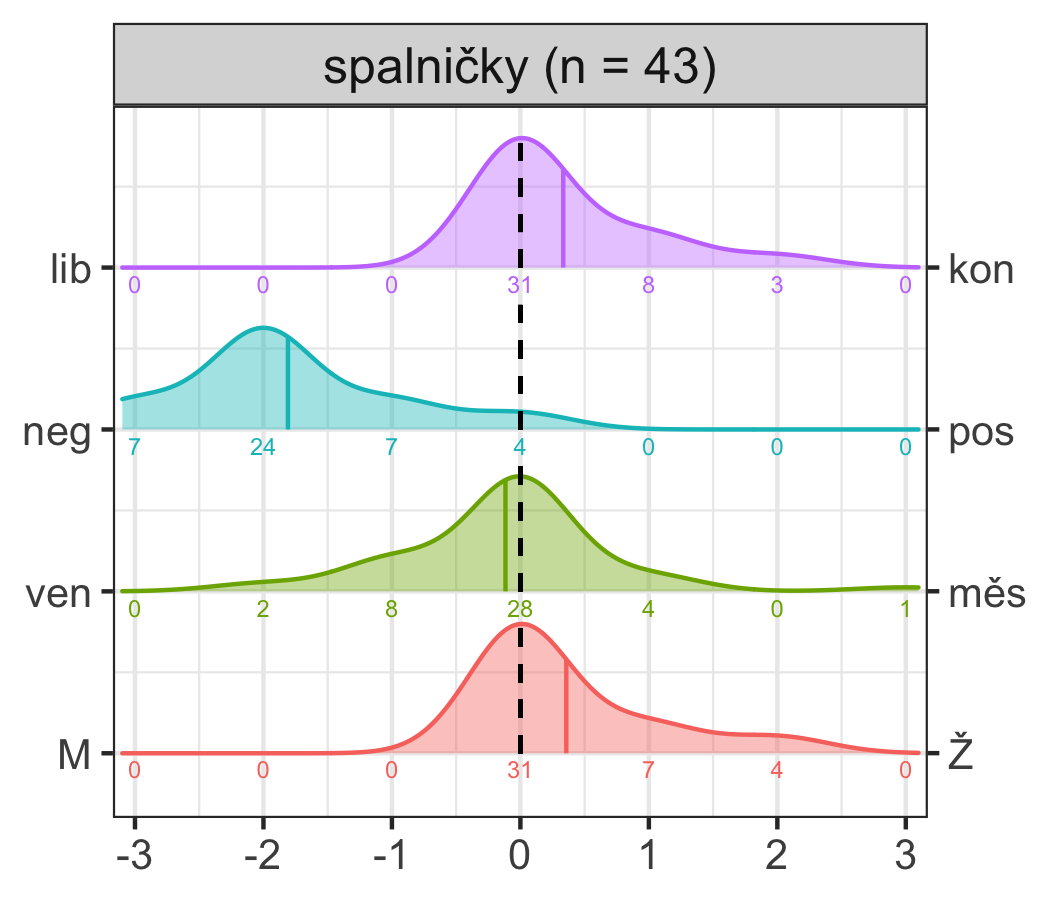 spalničky (n = 43)
lib kon
0 0 0 31 8 3 0
neg pos
7 24 7 4 0 0 0
ven měs
0 2 8 28 4 0 1
M Ž
0 0 0 31 7 4 0
-3 -2 -1 0 1 2 3